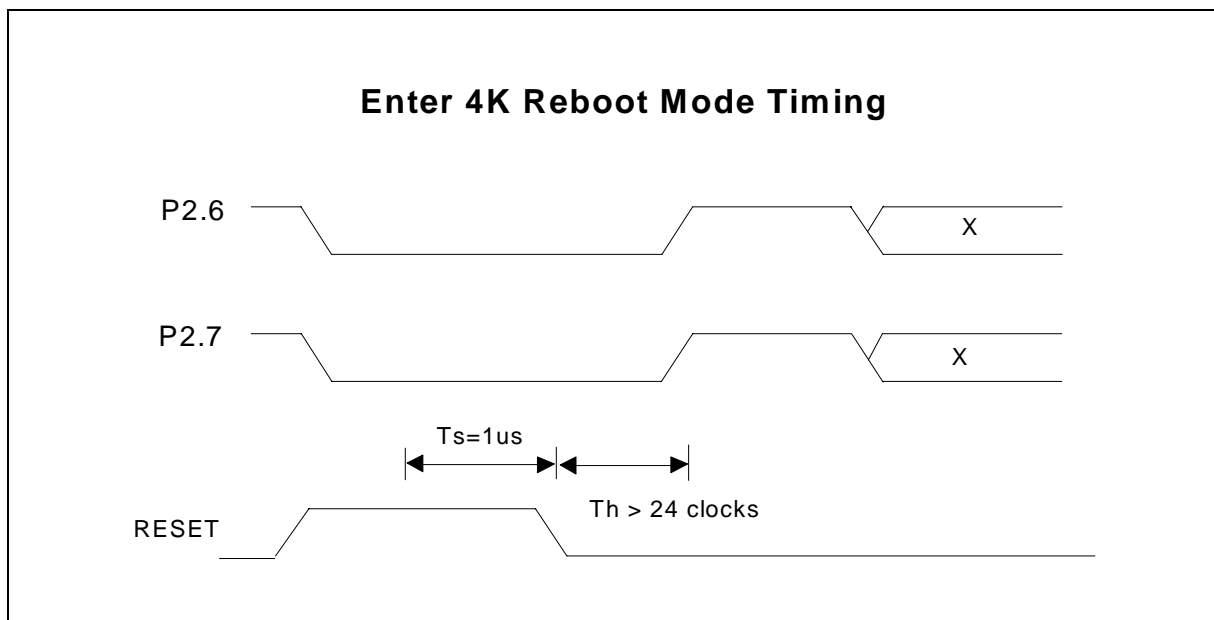 Enter 4K Reboot Mode Timing
P2.6
X
P2.7
X
Ts=1us
Th > 24 clocks
RESET